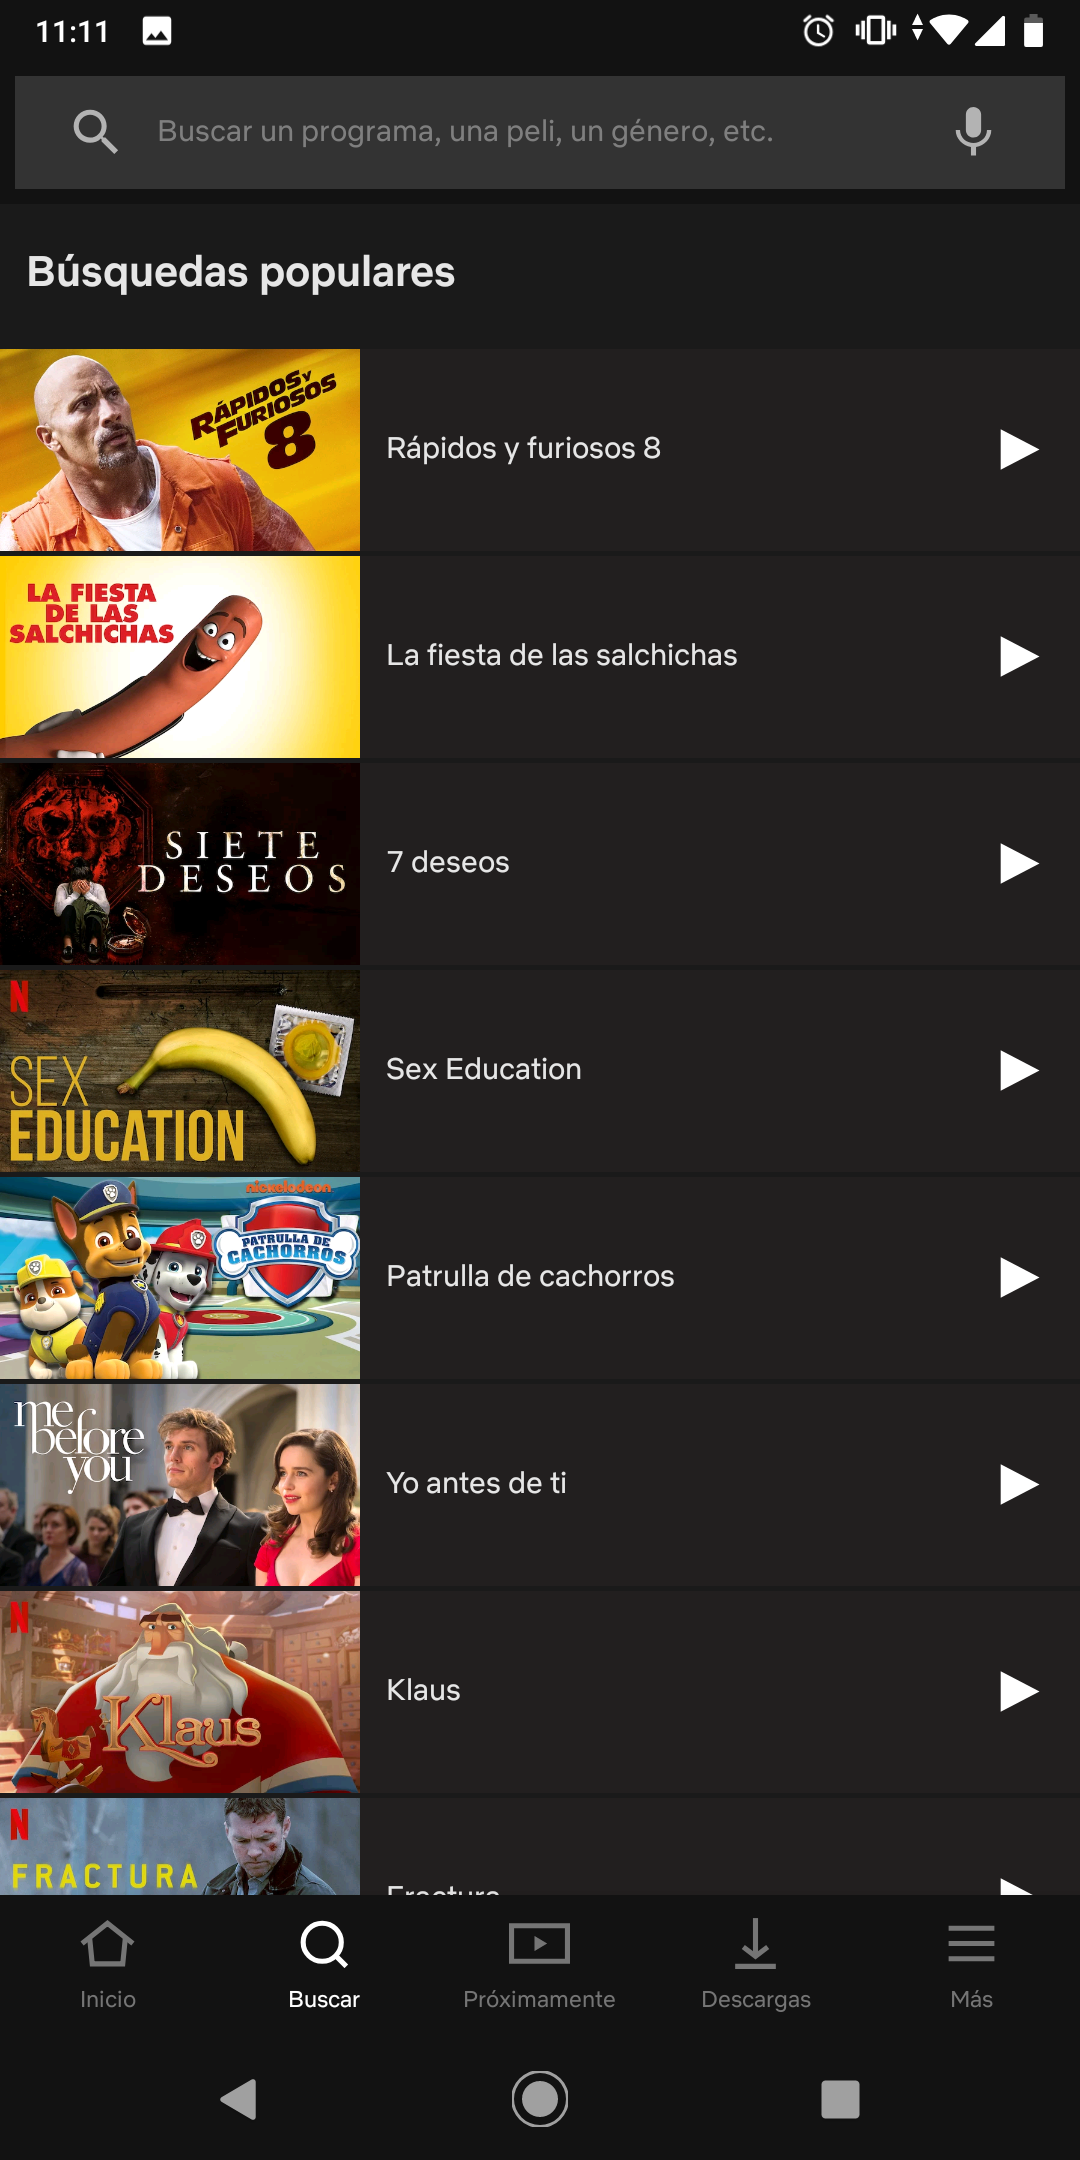 11:11
Buscar un programa, una peli, un género, etc.
Búsquedas populares
RÁPIDOS Y
FURIOSOS
8
Rápidos y furiosos 8
LA FIESTA
DE LAS
SALCHICHAS
La fiesta de las salchichas
SIETE
DESEOS
7 deseos
N
SEX
EDUCATION
Sex Education
nickelodeon
PATRULLA DE
CACHORROS
Patrulla de cachorros
me
before
you
Yo antes de ti
N
Klaus
Klaus
N
FRACTURA
Fractura
Inicio
Buscar
Próximamente
Descargas
Más